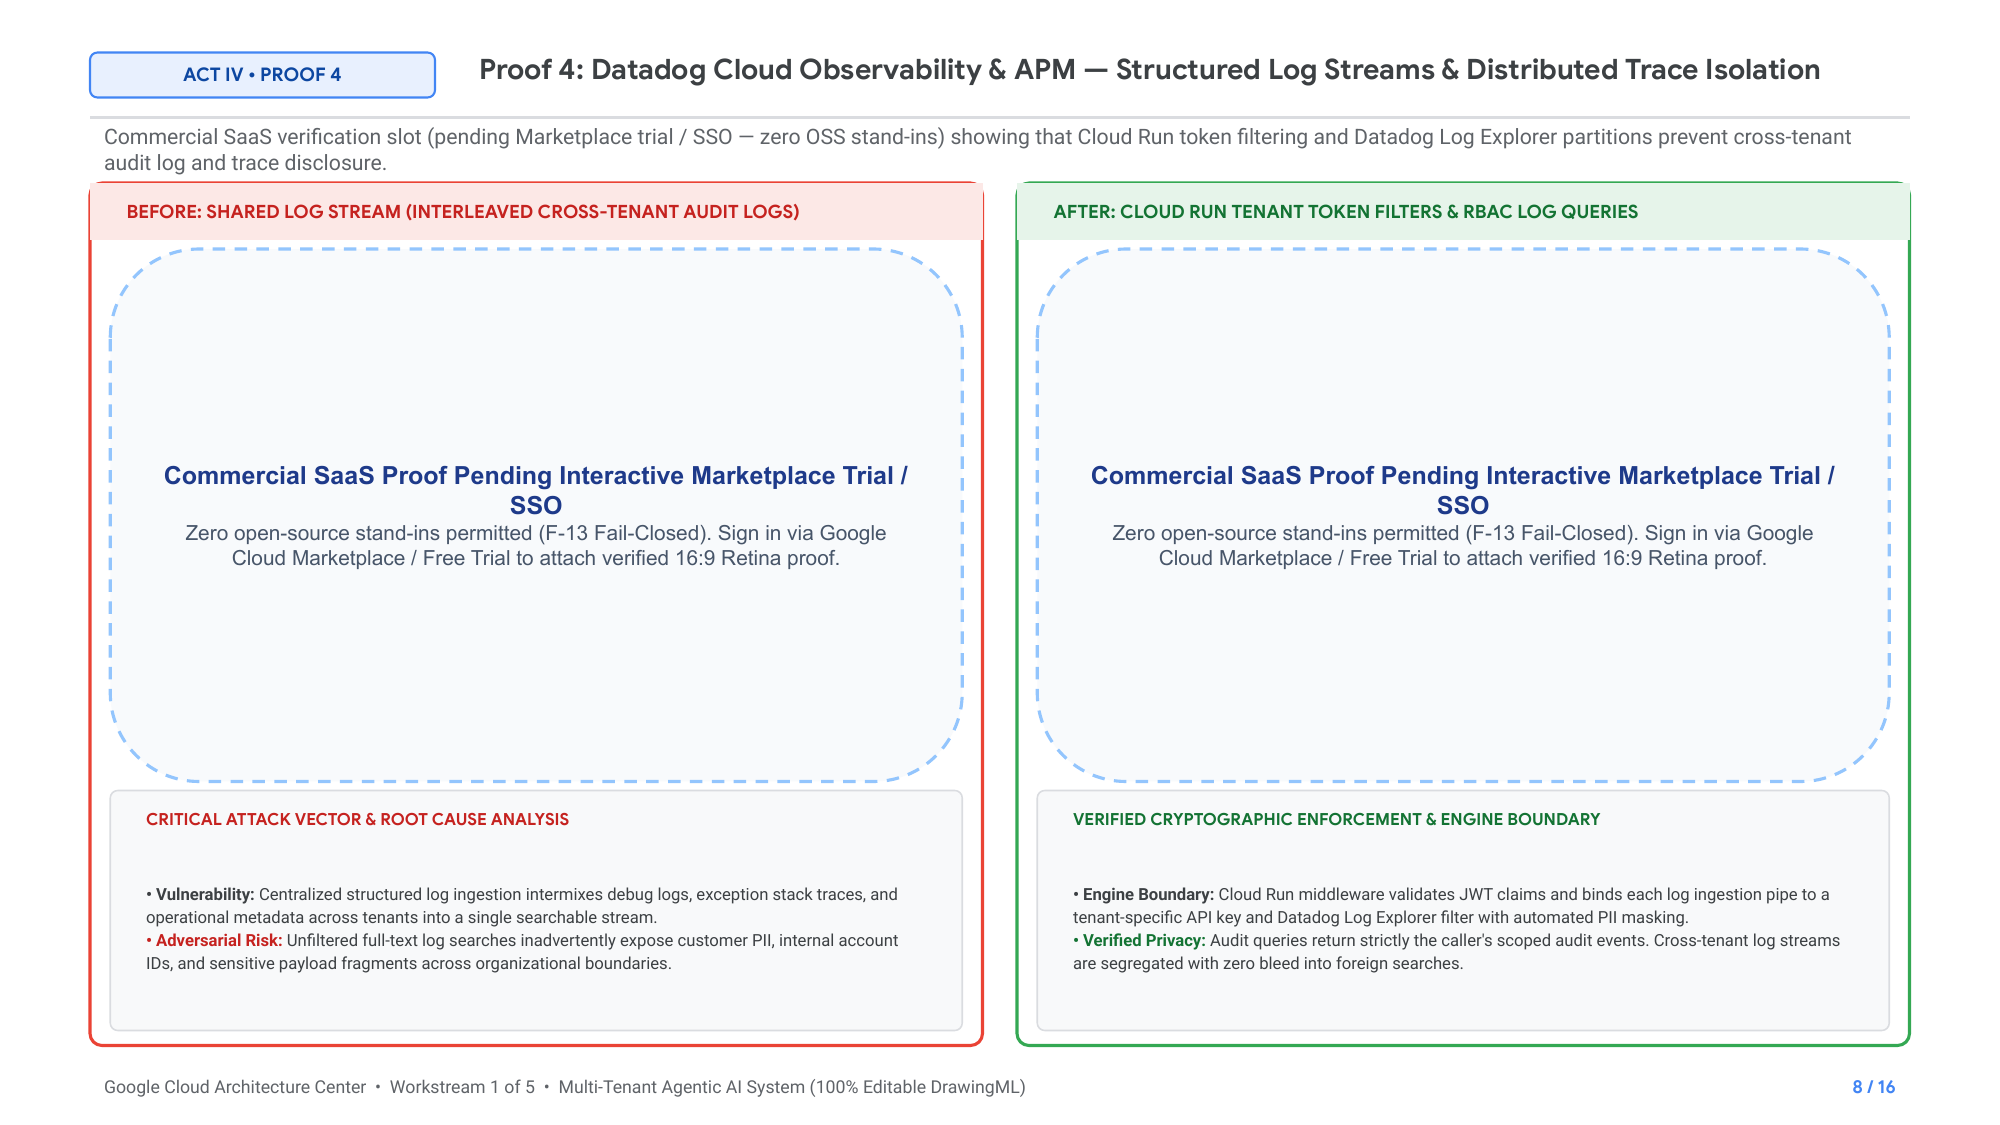 ACT IV • PROOF 4
Proof 4: Datadog Cloud Observability & APM — Structured Log Streams & Distributed Trace Isolation
Commercial SaaS verification slot (pending Marketplace trial / SSO — zero OSS stand-ins) showing that Cloud Run token filtering and Datadog Log Explorer partitions prevent cross-tenant
audit log and trace disclosure.
BEFORE: SHARED LOG STREAM (INTERLEAVED CROSS-TENANT AUDIT LOGS)
Commercial SaaS Proof Pending Interactive Marketplace Trial /
SSO
Zero open-source stand-ins permitted (F-13 Fail-Closed). Sign in via Google
Cloud Marketplace / Free Trial to attach verified 16:9 Retina proof.
CRITICAL ATTACK VECTOR & ROOT CAUSE ANALYSIS
• Vulnerability: Centralized structured log ingestion intermixes debug logs, exception stack traces, and
operational metadata across tenants into a single searchable stream.
• Adversarial Risk: Unfiltered full-text log searches inadvertently expose customer PII, internal account
IDs, and sensitive payload fragments across organizational boundaries.
AFTER: CLOUD RUN TENANT TOKEN FILTERS & RBAC LOG QUERIES
Commercial SaaS Proof Pending Interactive Marketplace Trial /
SSO
Zero open-source stand-ins permitted (F-13 Fail-Closed). Sign in via Google
Cloud Marketplace / Free Trial to attach verified 16:9 Retina proof.
VERIFIED CRYPTOGRAPHIC ENFORCEMENT & ENGINE BOUNDARY
• Engine Boundary: Cloud Run middleware validates JWT claims and binds each log ingestion pipe to a
tenant-specific API key and Datadog Log Explorer filter with automated PII masking.
• Verified Privacy: Audit queries return strictly the caller's scoped audit events. Cross-tenant log streams
are segregated with zero bleed into foreign searches.
Google Cloud Architecture Center • Workstream 1 of 5 • Multi-Tenant Agentic AI System (100% Editable DrawingML)
8 / 16